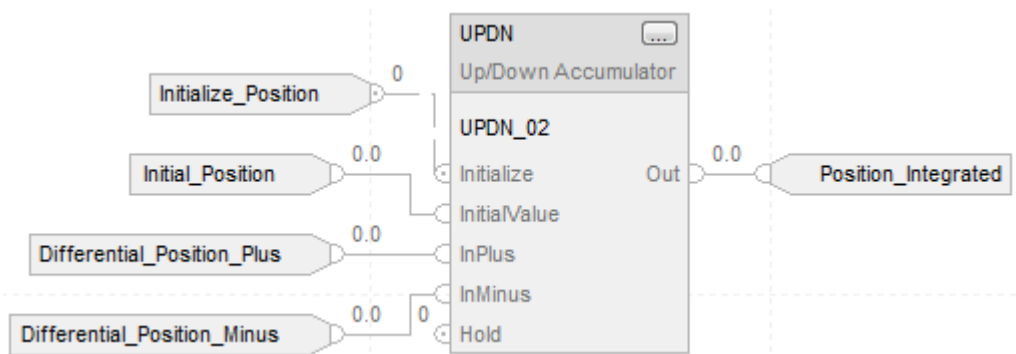 UPDN ...
Up/Down Accumulator
UPDN_02
Initialize_Position 0
Initial_Position 0.0
Differential_Position_Plus 0.0
Differential_Position_Minus 0.0
0
Initialize
InitialValue
InPlus
InMinus
Hold
Out
0.0
Position_Integrated